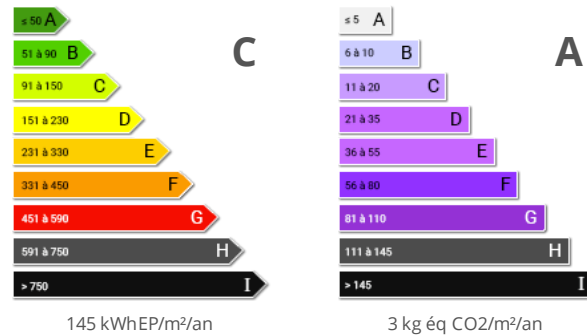 ≤ 50 A
51 à 90 B
91 à 150 C
151 à 230 D
231 à 330 E
331 à 450 F
451 à 590 G
591 à 750 H
> 750 I
C
145 kWhEP/m²/an
≤ 5 A
6 à 10 B
11 à 20 C
21 à 35 D
36 à 55 E
56 à 80 F
81 à 110 G
111 à 145 H
> 145 I
A
3 kg éq CO2/m²/an